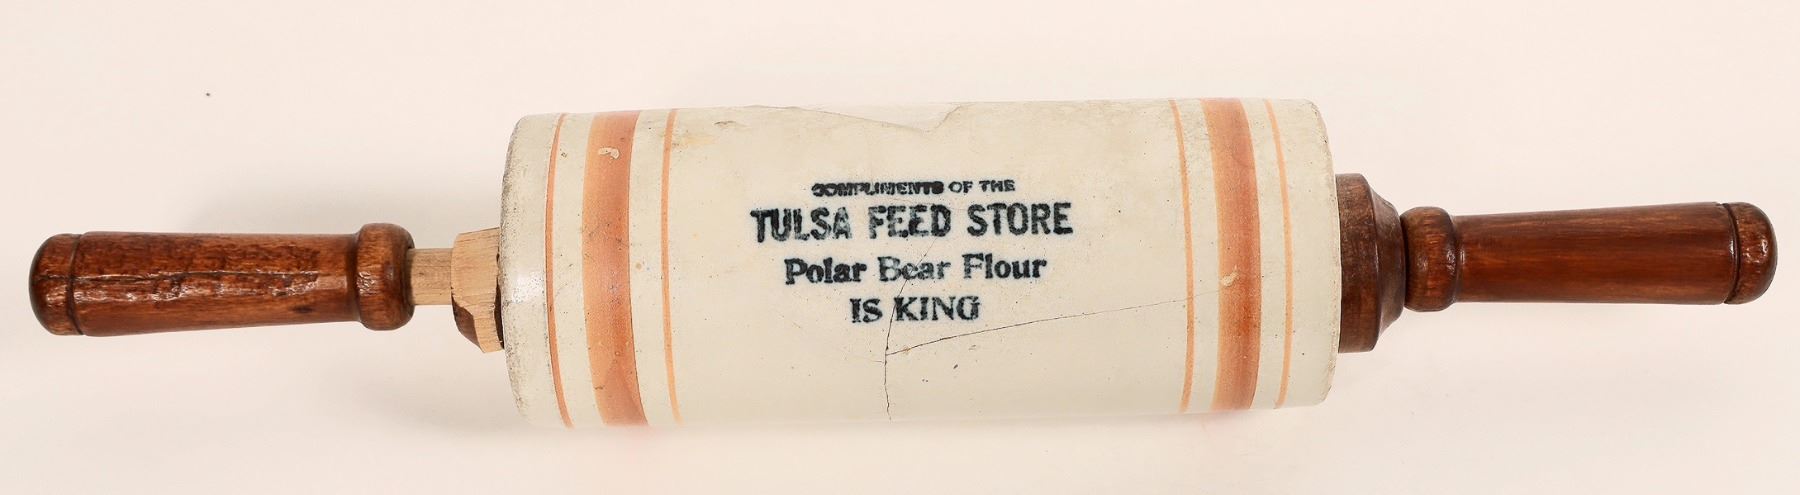 COMPLIMENTS OF THE
TULSA FEED STORE
Polar Bear Flour
IS KING